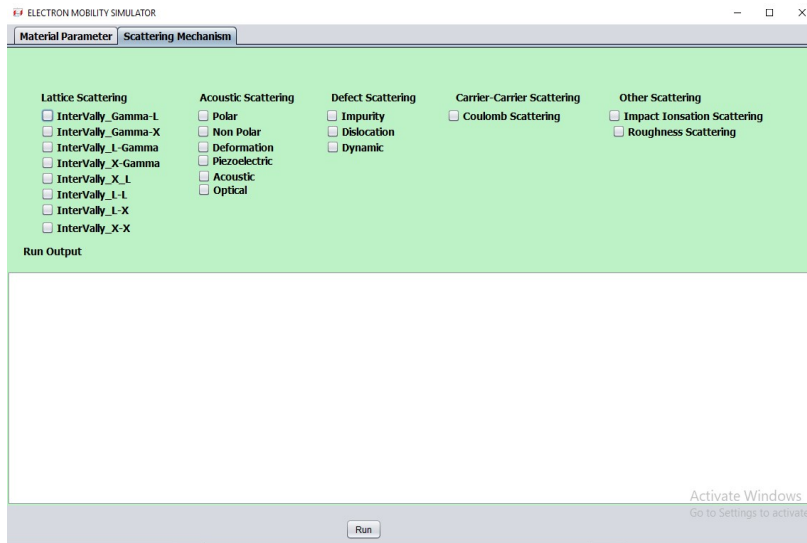 ELECTRON MOBILITY SIMULATOR
Material Parameter Scattering Mechanism
Lattice Scattering
InterVally_Gamma-L
InterVally_Gamma-X
InterVally_L-Gamma
InterVally_X-Gamma
InterVally_X_L
InterVally_L-L
InterVally_L-X
InterVally_X-X
Acoustic Scattering
Polar
Non Polar
Deformation
Piezoelectric
Acoustic
Optical
Defect Scattering
Impurity
Dislocation
Dynamic
Carrier-Carrier Scattering
Coulomb Scattering
Other Scattering
Impact Ionsation Scattering
Roughness Scattering
Run Output
Activate Windows
Go to Settings to activate
Run